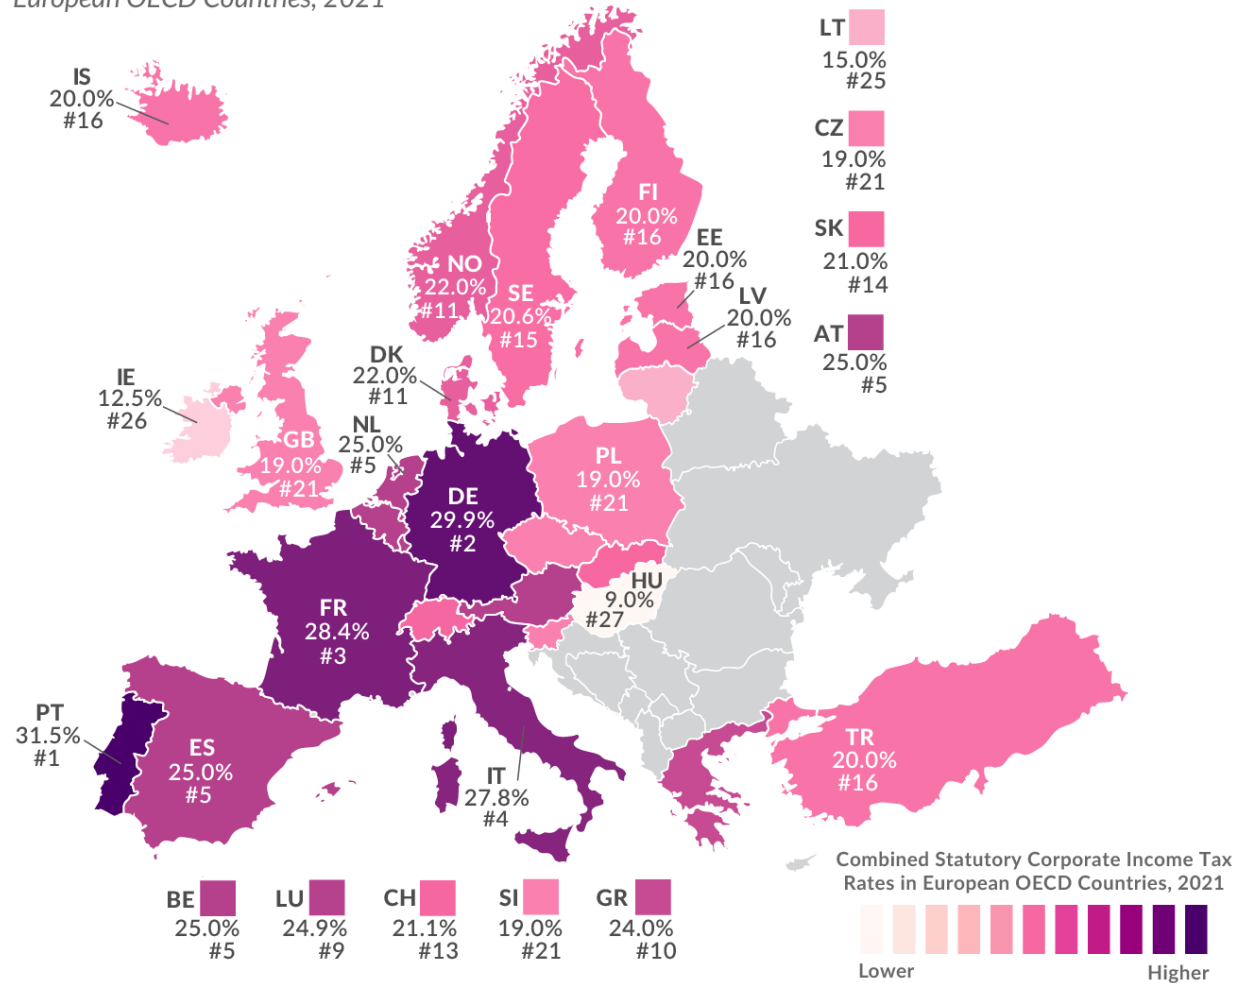 European OECD Countries, 2021
IS
20.0%
#16
LT
15.0%
#25
CZ
19.0%
#21
SK
21.0%
#14
AT
25.0%
#5
FI
20.0%
#16
EE
20.0%
#16
LV
20.0%
#16
NO
22.0%
#11
SE
20.6%
#15
DK
22.0%
#11
IE
12.5%
#26
NL
25.0%
#5
GB
19.0%
#21
DE
29.9%
#2
PL
19.0%
#21
HU
9.0%
#27
FR
28.4%
#3
PT
31.5%
#1
ES
25.0%
#5
IT
27.8%
#4
TR
20.0%
#16
BE
25.0%
#5
LU
24.9%
#9
CH
21.1%
#13
SI
19.0%
#21
GR
24.0%
#10
Combined Statutory Corporate Income Tax
Rates in European OECD Countries, 2021
Lower
Higher